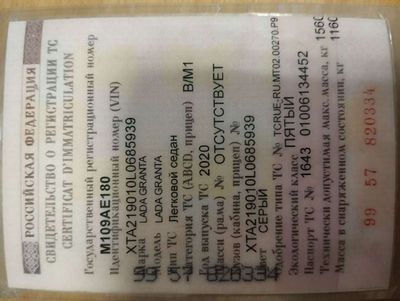 РОССИЙСКАЯ ФЕДЕРАЦИЯ
СВИДЕТЕЛЬСТВО О РЕГИСТРАЦИИ ТС
CERTIFICAT D'IMMATRICULATION
Государственный регистрационный номер
М109АЕ180
Идентификационный номер (VIN)
XTA219010L0685939
Марка LADA GRANTA
Модель LADA GRANTA
Тип ТС Легковой седан
Категория ТС (ABCD, прицеп) B/M1
Год выпуска ТС 2020
Шасси (рама) № ОТСУТСТВУЕТ
Кузов (кабина, прицеп) №
XTA219010L0685939
Цвет СЕРЫЙ
Одобрение типа ТС № TCRUE-RU.MT02.00270.P9
Экологический класс ПЯТЫЙ
Паспорт ТС № 1643 01006134452
Технически допустимая макс. масса, кг 1560
Масса в снаряженном состоянии, кг 1160
99 57 820334